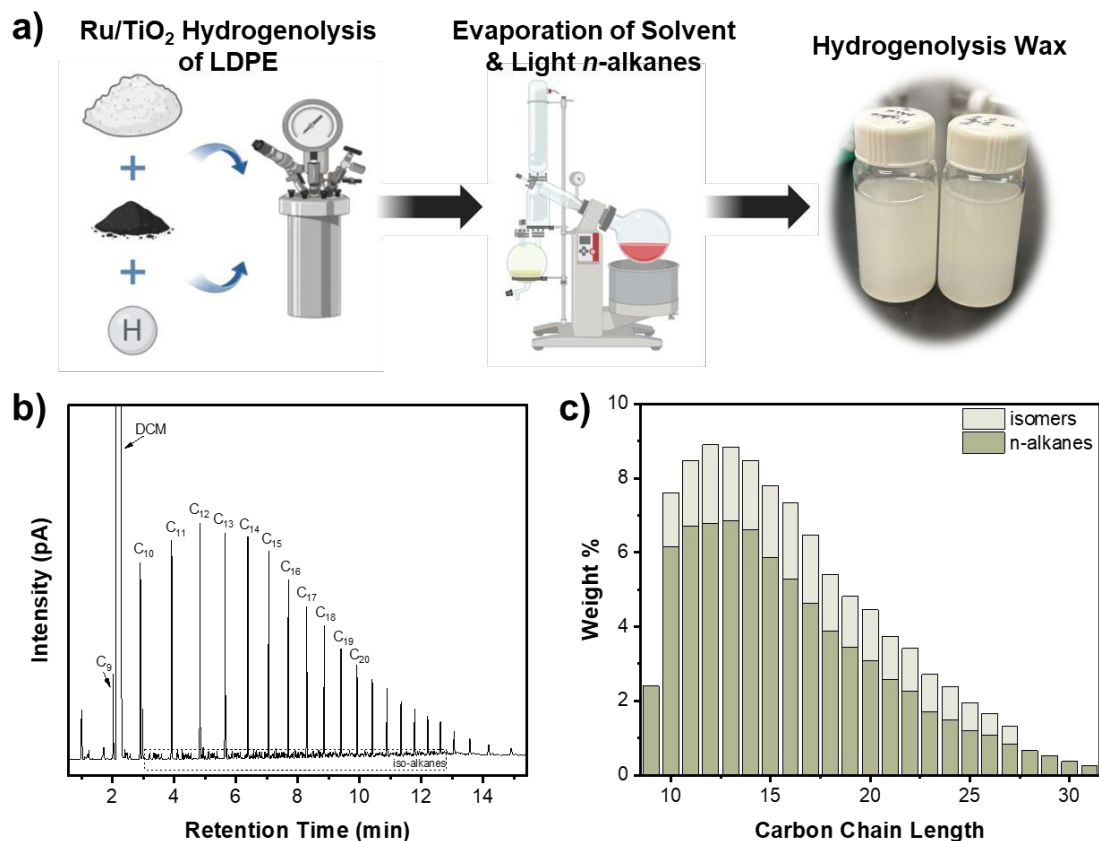 a)
Ru/TiO₂ Hydrogenolysis
of LDPE
Evaporation of Solvent
& Light n-alkanes
Hydrogenolysis Wax
+
+
H
b)
DCM
C₉
C₁₀
C₁₁
C₁₂
C₁₃
C₁₄
C₁₅
C₁₆
C₁₇
C₁₈
C₁₉
C₂₀
iso-alkanes
Intensity (pA)
2 4 6 8 10 12 14
Retention Time (min)
c)
isomers
n-alkanes
Weight %
10
8
6
4
2
0
10 15 20 25 30
Carbon Chain Length